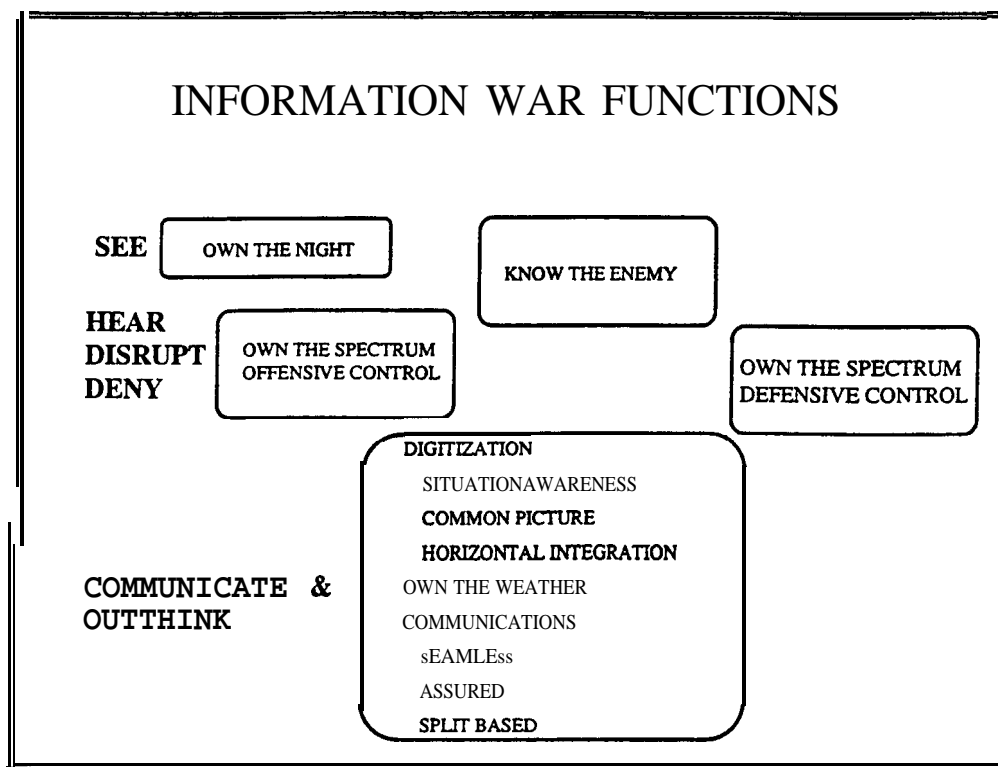 INFORMATION WAR FUNCTIONS
SEE
OWN THE NIGHT
KNOW THE ENEMY
HEAR
DISRUPT
DENY
OWN THE SPECTRUM
OFFENSIVE CONTROL
OWN THE SPECTRUM
DEFENSIVE CONTROL
COMMUNICATE &
OUTTHINK
DIGITIZATION
SITUATIONAWARENESS
COMMON PICTURE
HORIZONTAL INTEGRATION
OWN THE WEATHER
COMMUNICATIONS
sEAMLEss
ASSURED
SPLIT BASED